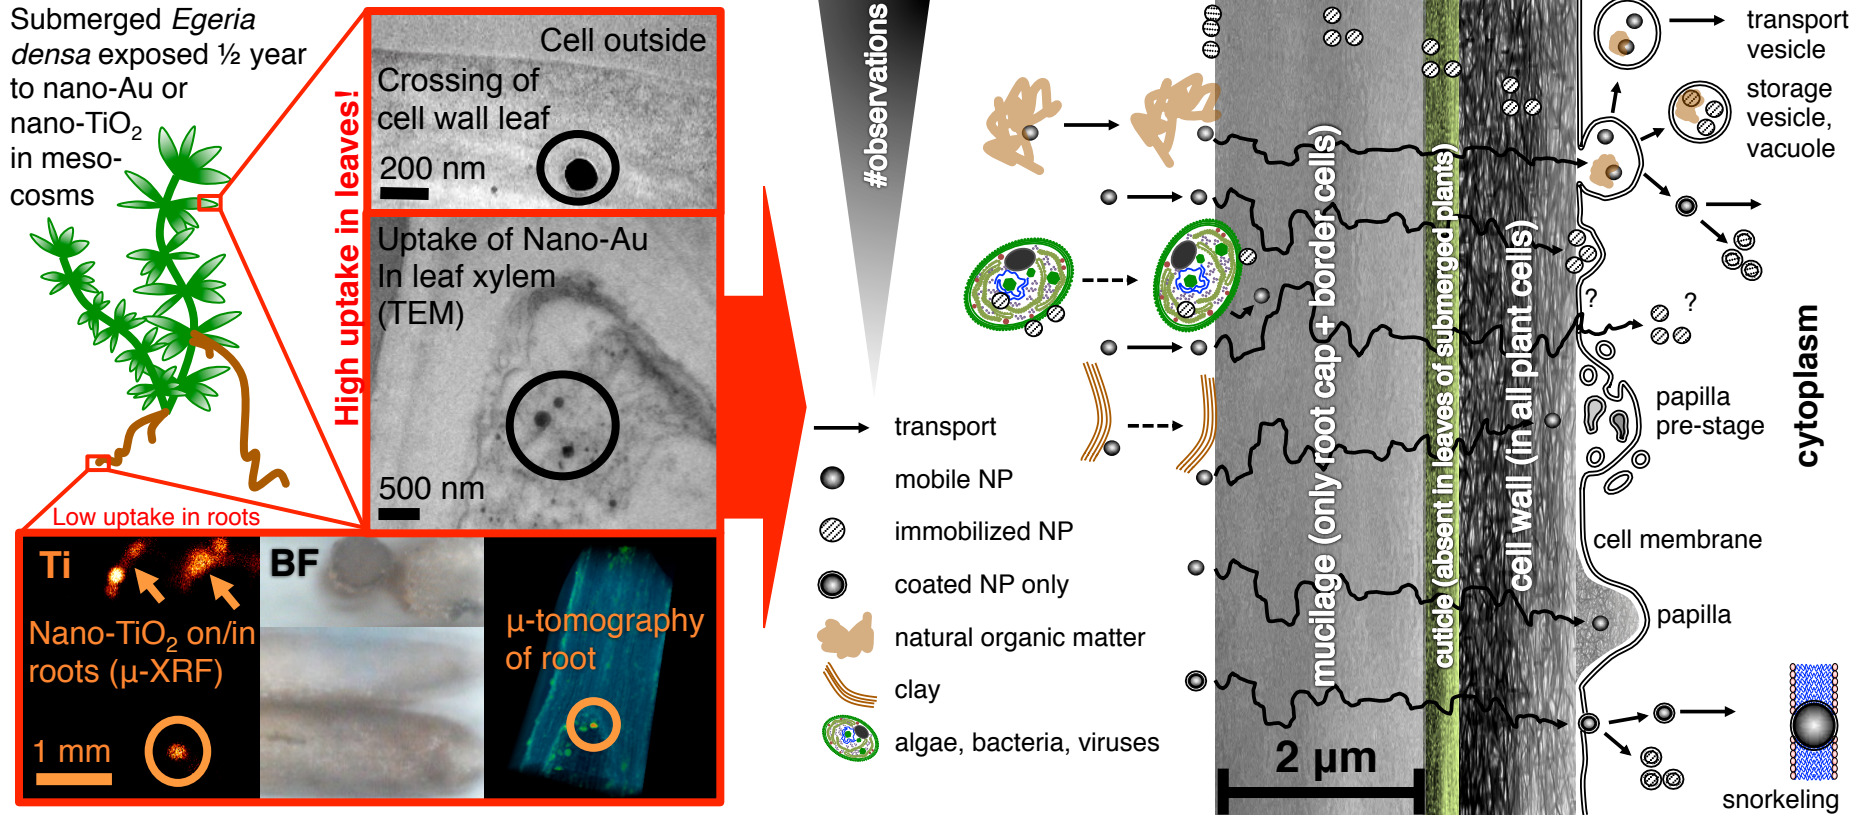 Submerged Egeria
densa exposed ½ year
to nano-Au or
nano-TiO2
in meso-
cosms
High uptake in leaves!
Cell outside
Crossing of
cell wall leaf
200 nm
Uptake of Nano-Au
In leaf xylem
(TEM)
500 nm
Low uptake in roots
Ti
Nano-TiO2 on/in
roots (µ-XRF)
1 mm
BF
µ-tomography
of root
#observations
transport
mobile NP
immobilized NP
coated NP only
natural organic matter
clay
algae, bacteria, viruses
mucilage (only root cap + border cells)
cuticle (absent in leaves of submerged plants)
cell wall (in all plant cells)
2 µm
transport
vesicle
storage
vesicle,
vacuole
?
?
papilla
pre-stage
cytoplasm
cell membrane
papilla
snorkeling